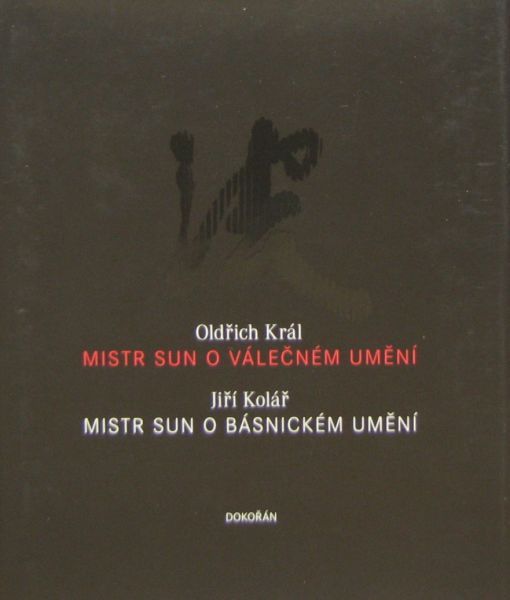 Oldřich Král
MISTR SUN O VÁLEČNÉM UMĚNÍ
Jiří Kolář
MISTR SUN O BÁSNICKÉM UMĚNÍ
DOKOŘÁN